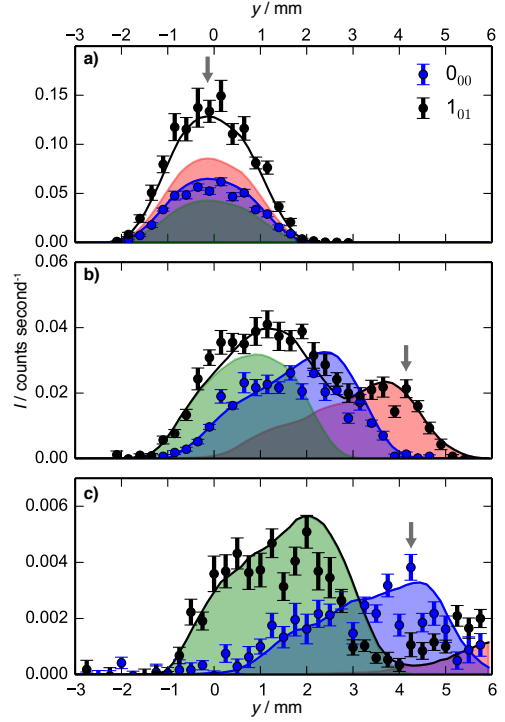 y / mm
−3 −2 −1 0 1 2 3 4 5 6
a)
0₀₀
1₀₁
0.15
0.10
0.05
0.00
b)
0.06
0.04
0.02
0.00
I / counts second⁻¹
c)
0.006
0.004
0.002
0.000
−3 −2 −1 0 1 2 3 4 5 6
y / mm